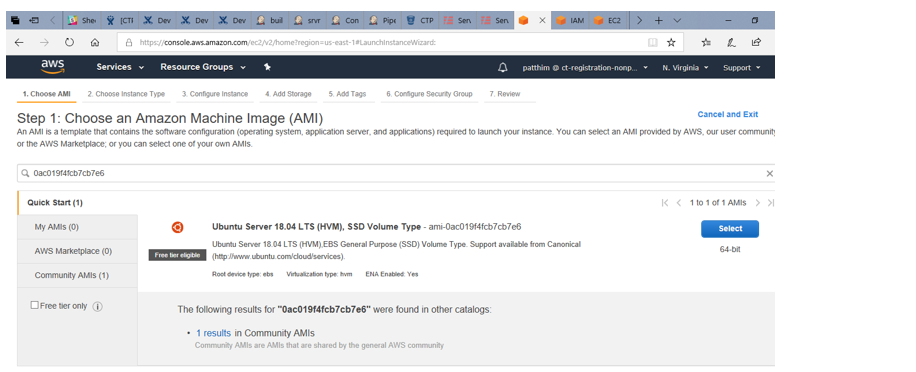 Shev
[CTI
Dev
Dev
Dev
buil
srvr
Con
Pipe
CTP
Serv
Serv
IAM
EC2
https://console.aws.amazon.com/ec2/v2/home?region=us-east-1#LaunchInstanceWizard:
aws Services Resource Groups patthim @ ct-registration-nonp... N. Virginia Support
1. Choose AMI 2. Choose Instance Type 3. Configure Instance 4. Add Storage 5. Add Tags 6. Configure Security Group 7. Review
Step 1: Choose an Amazon Machine Image (AMI) Cancel and Exit
An AMI is a template that contains the software configuration (operating system, application server, and applications) required to launch your instance. You can select an AMI provided by AWS, our user community
or the AWS Marketplace; or you can select one of your own AMIs.
0ac019f4fcb7cb7e6
Quick Start (1) 1 to 1 of 1 AMIs
My AMIs (0)
AWS Marketplace (0)
Community AMIs (1)
Free tier only
Ubuntu Server 18.04 LTS (HVM), SSD Volume Type - ami-0ac019f4fcb7cb7e6 Select
Free tier eligible
Ubuntu Server 18.04 LTS (HVM),EBS General Purpose (SSD) Volume Type. Support available from Canonical 64-bit
(http://www.ubuntu.com/cloud/services).
Root device type: ebs Virtualization type: hvm ENA Enabled: Yes
The following results for "0ac019f4fcb7cb7e6" were found in other catalogs:
• 1 results in Community AMIs
Community AMIs are AMIs that are shared by the general AWS community